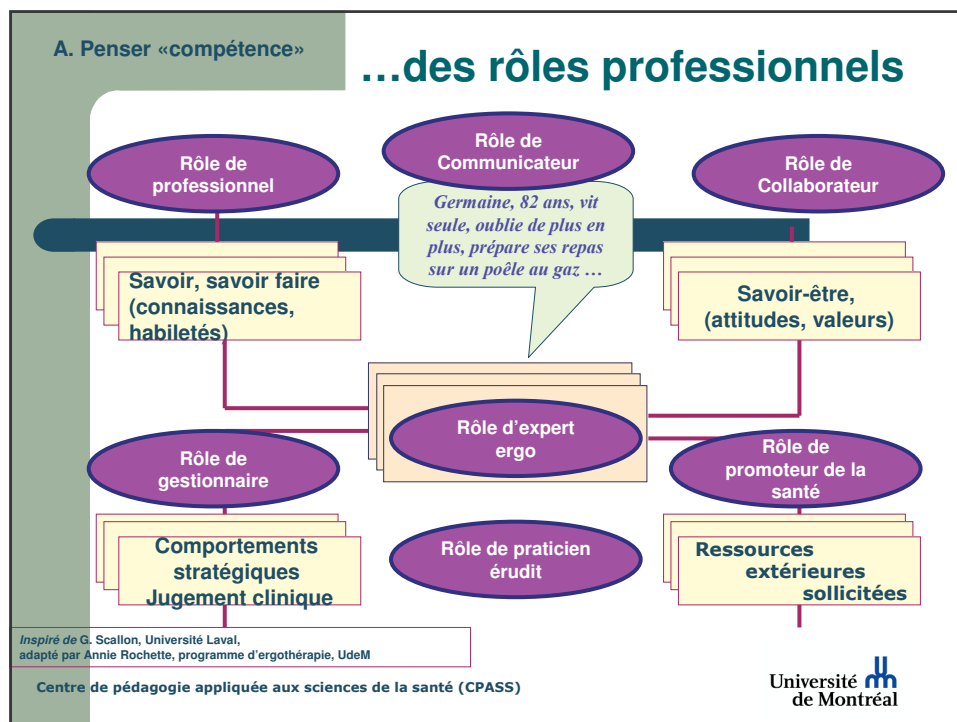 A. Penser «compétence»
…des rôles professionnels
Rôle de
professionnel
Rôle de
Communicateur
Rôle de
Collaborateur
Germaine, 82 ans, vit
seule, oublie de plus en
plus, prépare ses repas
sur un poêle au gaz …
Savoir, savoir faire
(connaissances,
habiletés)
Savoir-être,
(attitudes, valeurs)
Rôle d’expert
ergo
Rôle de
gestionnaire
Rôle de
promoteur de la
santé
Comportements
stratégiques
Jugement clinique
Rôle de praticien
érudit
Ressources
extérieures
sollicitées
Inspiré de G. Scallon, Université Laval,
adapté par Annie Rochette, programme d’ergothérapie, UdeM
Centre de pédagogie appliquée aux sciences de la santé (CPASS)
Université
de Montréal